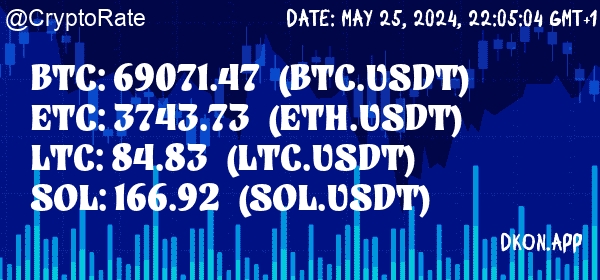 @CryptoRate
DATE: MAY 25, 2024, 22:05:04 GMT+1
BTC: 69071.47 (BTC.USDT)
ETC: 3743.73 (ETH.USDT)
LTC: 84.83 (LTC.USDT)
SOL: 166.92 (SOL.USDT)
DKON.APP